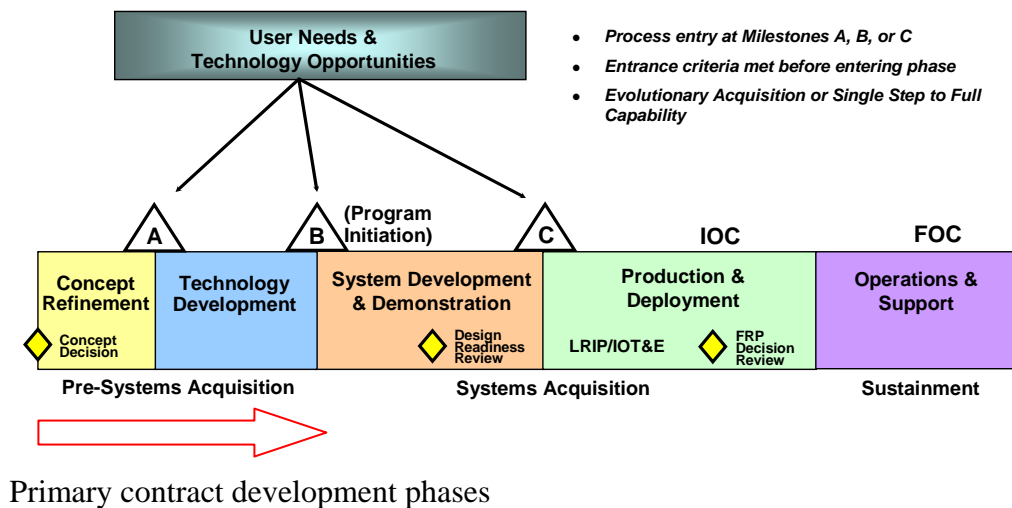 User Needs &
Technology Opportunities
• Process entry at Milestones A, B, or C
• Entrance criteria met before entering phase
• Evolutionary Acquisition or Single Step to Full
Capability
A
B
(Program
Initiation)
C
IOC
FOC
Concept
Refinement
Technology
Development
System Development
& Demonstration
Production &
Deployment
Operations &
Support
Concept
Decision
Design
Readiness
Review
LRIP/IOT&E
FRP
Decision
Review
Pre-Systems Acquisition
Systems Acquisition
Sustainment
Primary contract development phases